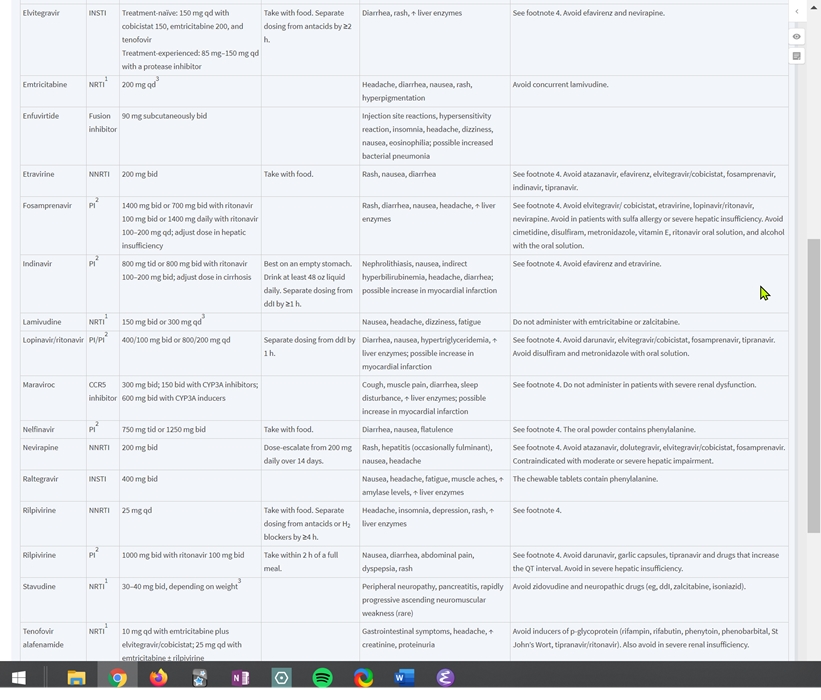 Elvitegravir INSTI Treatment-naïve: 150 mg qd with Take with food. Separate Diarrhea, rash, ↑ liver enzymes See footnote 4. Avoid efavirenz and nevirapine.
cobicistat 150, emtricitabine 200, and dosing from antacids by ≥2
tenofovir h.
Treatment-experienced: 85 mg–150 mg qd
with a protease inhibitor
Emtricitabine NRTI1 200 mg qd3 Headache, diarrhea, nausea, rash, Avoid concurrent lamivudine.
hyperpigmentation
Enfuvirtide Fusion 90 mg subcutaneously bid Injection site reactions, hypersensitivity
inhibitor reaction, insomnia, headache, dizziness,
nausea, eosinophilia; possible increased
bacterial pneumonia
Etravirine NNRTI 200 mg bid Take with food. Rash, nausea, diarrhea See footnote 4. Avoid atazanavir, efavirenz, elvitegravir/cobicistat, fosamprenavir,
indinavir, tipranavir.
Fosamprenavir PI2 1400 mg bid or 700 mg bid with ritonavir Rash, diarrhea, nausea, headache, ↑ liver See footnote 4. Avoid elvitegravir/ cobicistat, etravirine, lopinavir/ritonavir,
100 mg bid or 1400 mg daily with ritonavir enzymes nevirapine. Avoid in patients with sulfa allergy or severe hepatic insufficiency. Avoid
100–200 mg qd; adjust dose in hepatic cimetidine, disulfiram, metronidazole, vitamin E, ritonavir oral solution, and alcohol
insufficiency with the oral solution.
Indinavir PI2 800 mg tid or 800 mg bid with ritonavir Best on an empty stomach. Nephrolithiasis, nausea, indirect See footnote 4. Avoid efavirenz and etravirine.
100–200 mg bid; adjust dose in cirrhosis Drink at least 48 oz liquid hyperbilirubinemia, headache, diarrhea;
daily. Separate dosing from possible increase in myocardial infarction
ddI by ≥1 h.
Lamivudine NRTI1 150 mg bid or 300 mg qd3 Nausea, headache, dizziness, fatigue Do not administer with emtricitabine or zalcitabine.
Lopinavir/ritonavir PI/PI2 400/100 mg bid or 800/200 mg qd Separate dosing from ddI by Diarrhea, nausea, hypertriglyceridemia, ↑ See footnote 4. Avoid darunavir, elvitegravir/cobicistat, fosamprenavir, tipranavir.
1 h. liver enzymes; possible increase in Avoid disulfiram and metronidazole with oral solution.
myocardial infarction
Maraviroc CCR5 300 mg bid; 150 bid with CYP3A inhibitors; Cough, muscle pain, diarrhea, sleep See footnote 4. Do not administer in patients with severe renal dysfunction.
inhibitor 600 mg bid with CYP3A inducers disturbance, ↑ liver enzymes; possible
increase in myocardial infarction
Nelfinavir PI2 750 mg tid or 1250 mg bid Take with food. Diarrhea, nausea, flatulence See footnote 4. The oral powder contains phenylalanine.
Nevirapine NNRTI 200 mg bid Dose-escalate from 200 mg Rash, hepatitis (occasionally fulminant), See footnote 4. Avoid atazanavir, dolutegravir, elvitegravir/cobicistat, fosamprenavir.
daily over 14 days. nausea, headache Contraindicated with moderate or severe hepatic impairment.
Raltegravir INSTI 400 mg bid Nausea, headache, fatigue, muscle aches, ↑ The chewable tablets contain phenylalanine.
amylase levels, ↑ liver enzymes
Rilpivirine NNRTI 25 mg qd Take with food. Separate Headache, insomnia, depression, rash, ↑ See footnote 4.
dosing from antacids or H2 liver enzymes
blockers by ≥4 h.
Rilpivirine PI2 1000 mg bid with ritonavir 100 mg bid Take within 2 h of a full Nausea, diarrhea, abdominal pain, See footnote 4. Avoid darunavir, garlic capsules, tipranavir and drugs that increase
meal. dyspepsia, rash the QT interval. Avoid in severe hepatic insufficiency.
Stavudine NRTI1 30–40 mg bid, depending on weight3 Peripheral neuropathy, pancreatitis, rapidly Avoid zidovudine and neuropathic drugs (eg, ddI, zalcitabine, isoniazid).
progressive ascending neuromuscular
weakness (rare)
Tenofovir NRTI1 10 mg qd with emtricitabine plus Gastrointestinal symptoms, headache, ↑ Avoid inducers of p-glycoprotein (rifampin, rifabutin, phenytoin, phenobarbital, St
alafenamide elvitegravir/cobicistat; 25 mg qd with creatinine, proteinuria John's Wort, tipranavir/ritonavir). Also avoid in severe renal insufficiency.
emtricitabine ± rilpivirine